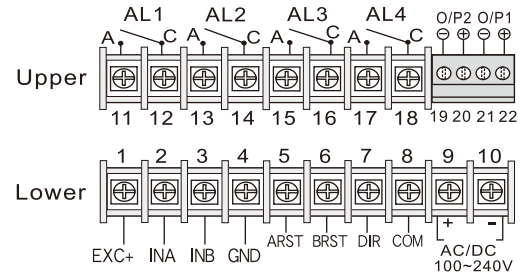 AL1 AL2 AL3 AL4 O/P2 O/P1
A C A C A C A C ⊖ ⊕ ⊖ ⊕
Upper
11 12 13 14 15 16 17 18 19 20 21 22
1 2 3 4 5 6 7 8 9 10
Lower
+ -
EXC+ INA INB GND ARST BRST DIR COM AC/DC
100~240V